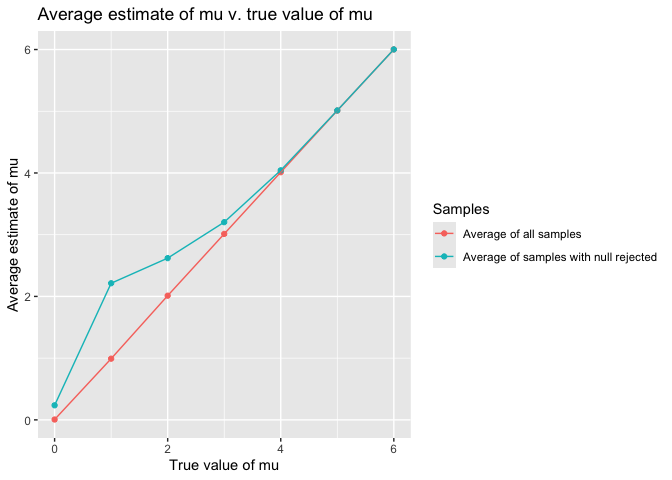 Average estimate of mu v. true value of mu
Average estimate of mu
6
4
2
0
0
2
4
6
True value of mu
Samples
Average of all samples
Average of samples with null rejected